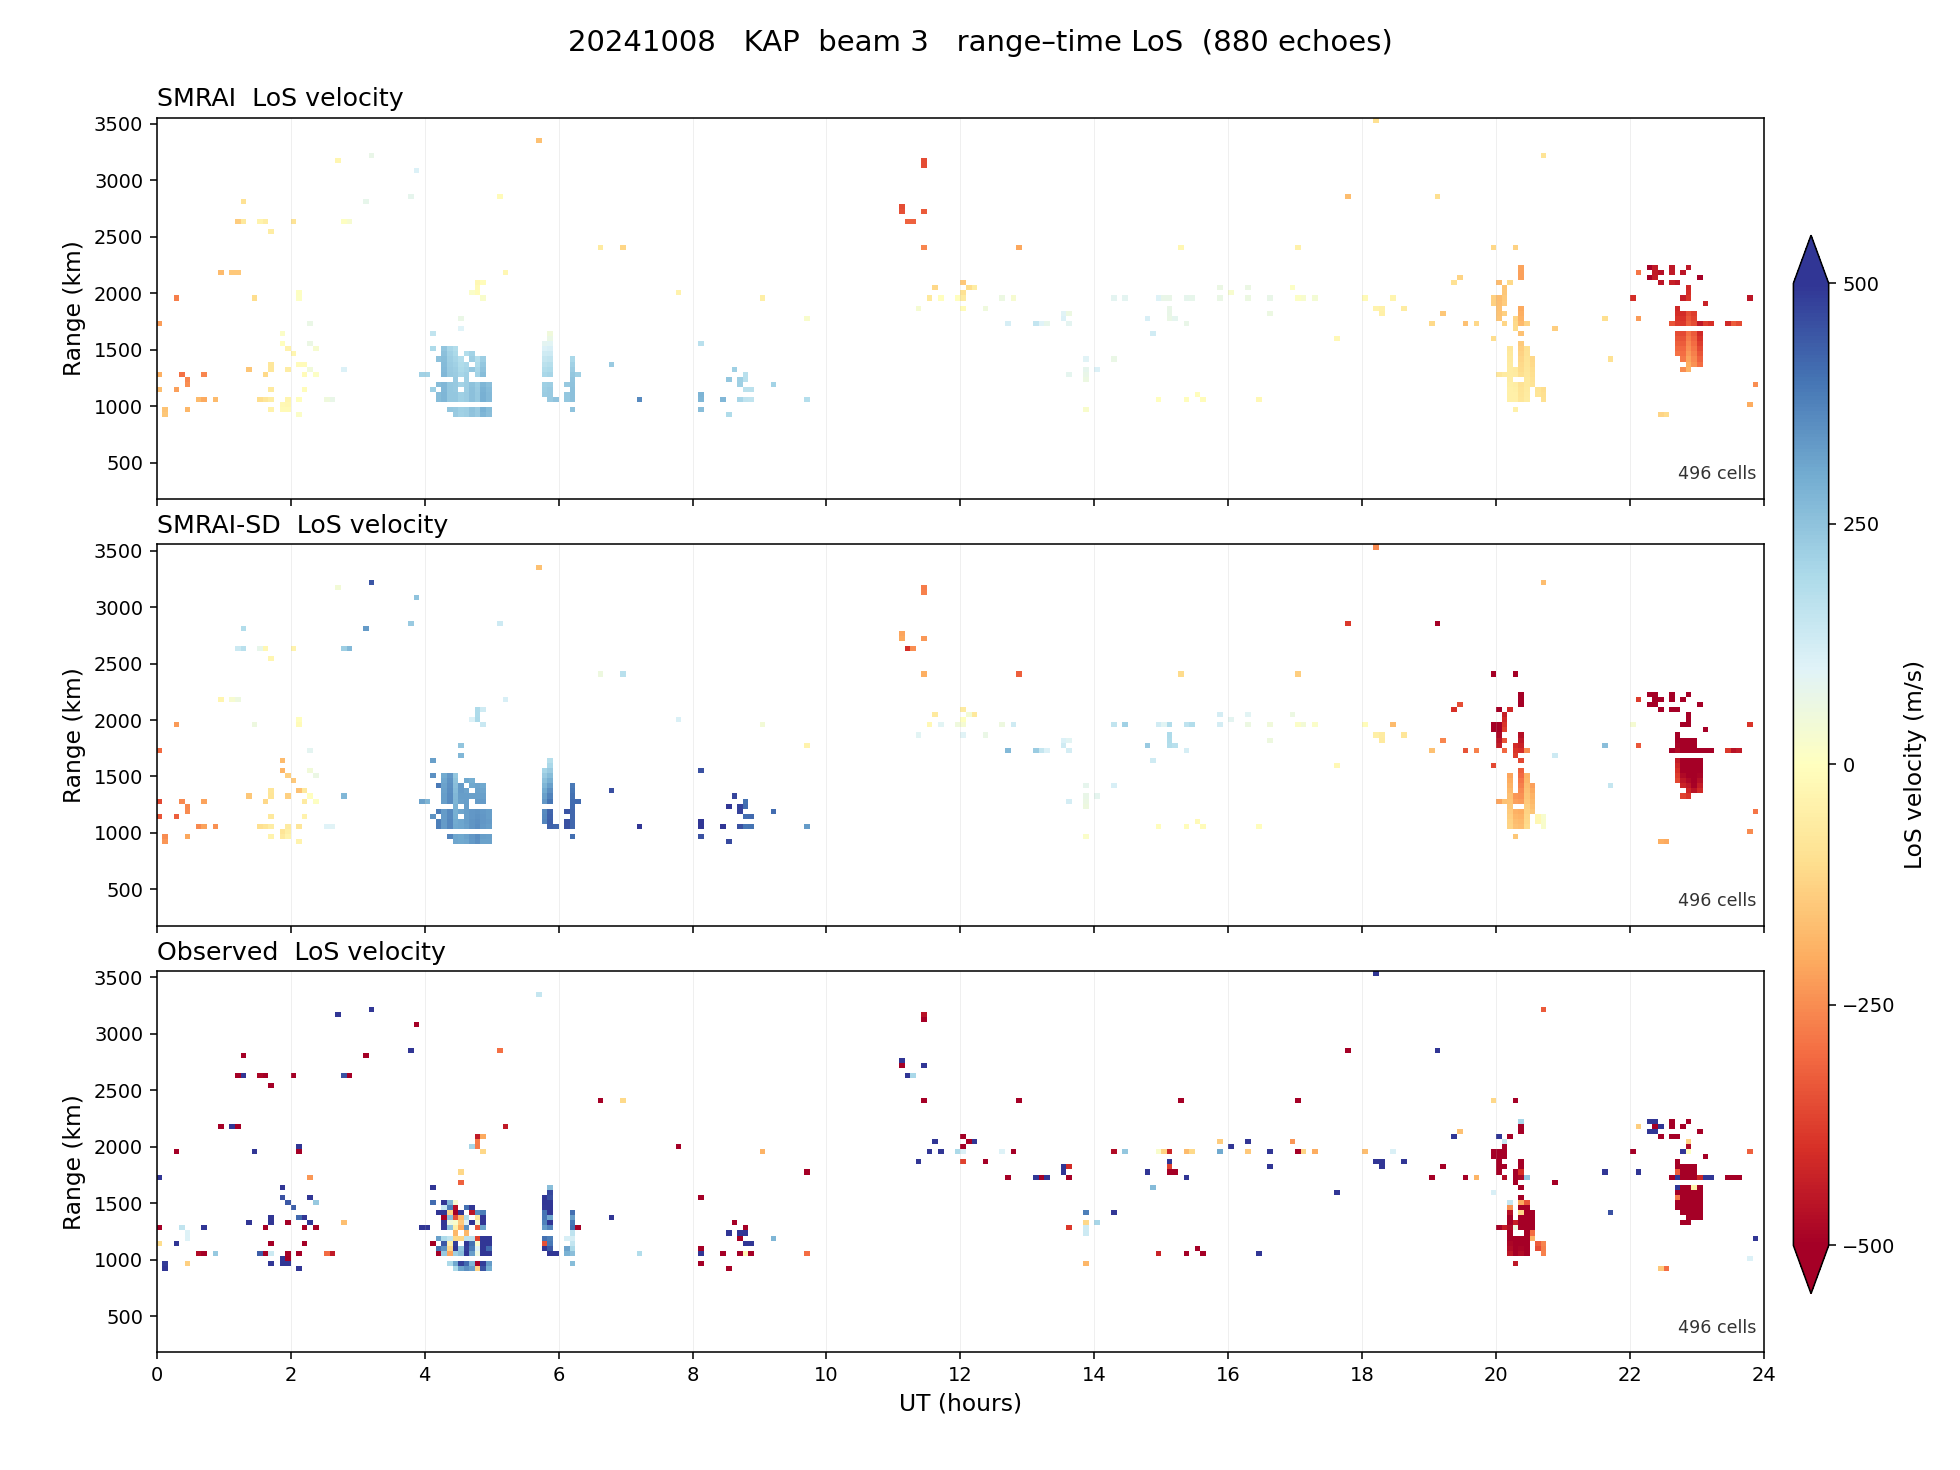 20241008   KAP  beam 3   range–time LoS  (880 echoes)
SMRAI  LoS velocity
3500
3000
2500
2000
1500
1000
500
Range (km)
496 cells
SMRAI-SD  LoS velocity
3500
3000
2500
2000
1500
1000
500
Range (km)
496 cells
Observed  LoS velocity
3500
3000
2500
2000
1500
1000
500
Range (km)
496 cells
0 2 4 6 8 10 12 14 16 18 20 22 24
UT (hours)
500
250
0
−250
−500
LoS velocity (m/s)